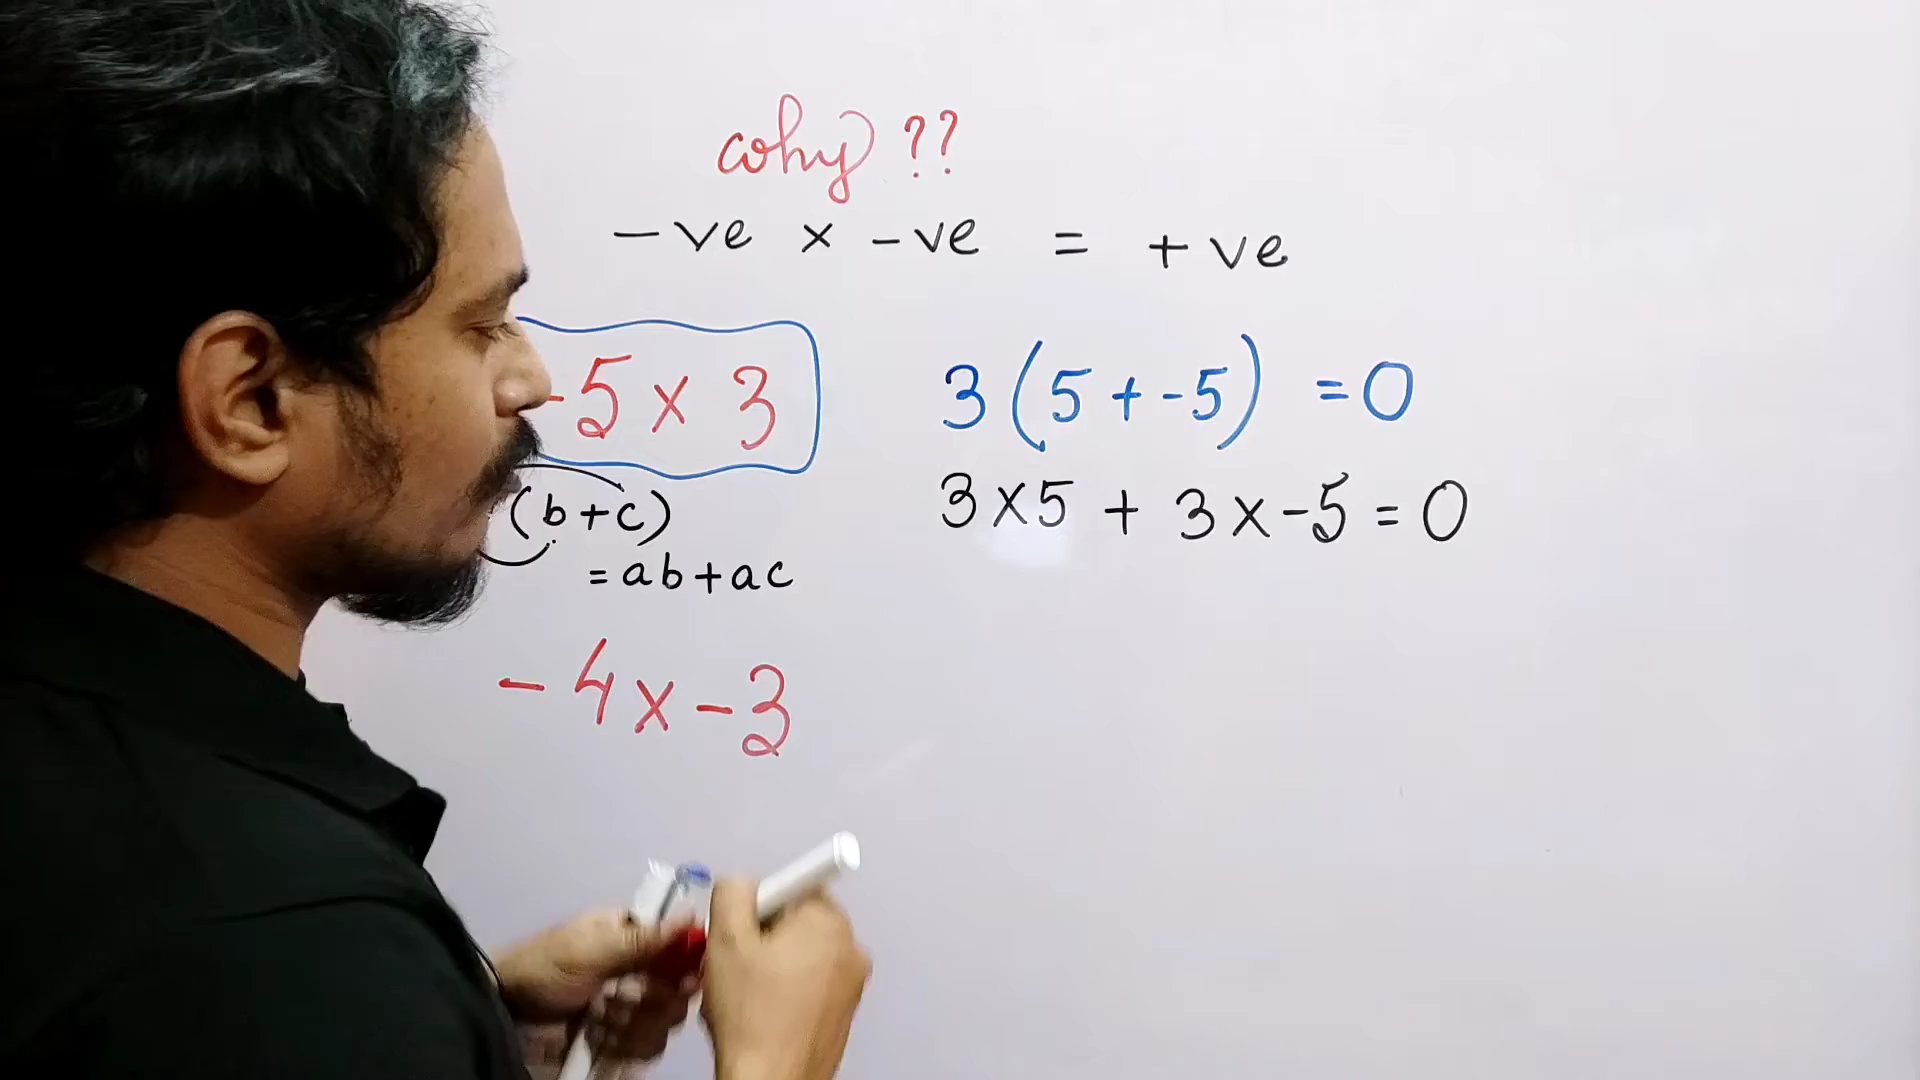 why ??
-ve × -ve = +ve
-5 × 3
3(5 + -5) = 0
(b+c)
= ab+ac
3×5 + 3×-5 = 0
-4×-3